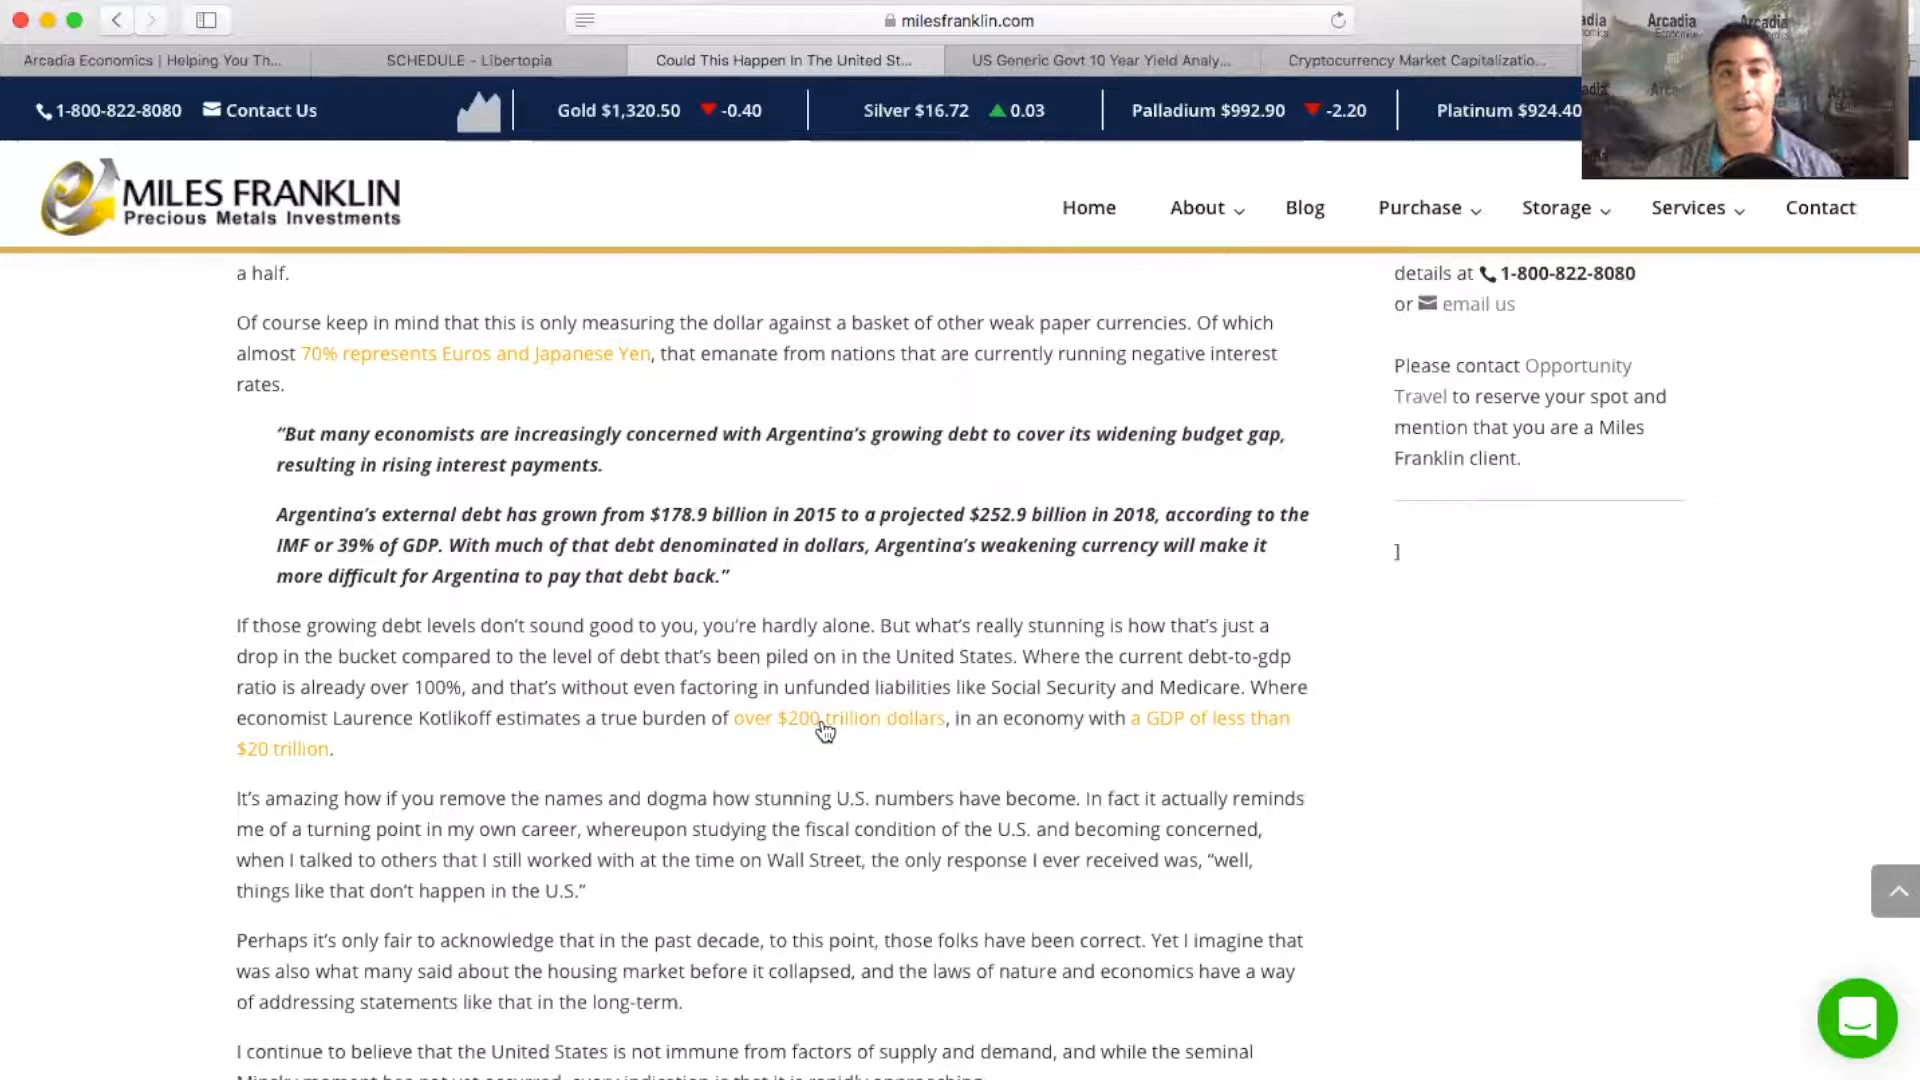 milesfranklin.com
Arcadia Economics | Helping You Th...
SCHEDULE - Libertopia
Could This Happen In The United St...
US Generic Govt 10 Year Yield Analy...
Cryptocurrency Market Capitalizatio...
Arcadia
Economics
Arcadia
1-800-822-8080
Contact Us
Gold $1,320.50 -0.40
Silver $16.72 0.03
Palladium $992.90 -2.20
Platinum $924.40
MILES FRANKLIN
Precious Metals Investments
Home
About
Blog
Purchase
Storage
Services
Contact
a half.
Of course keep in mind that this is only measuring the dollar against a basket of other weak paper currencies. Of which
almost 70% represents Euros and Japanese Yen, that emanate from nations that are currently running negative interest
rates.
“But many economists are increasingly concerned with Argentina’s growing debt to cover its widening budget gap,
resulting in rising interest payments.
Argentina’s external debt has grown from $178.9 billion in 2015 to a projected $252.9 billion in 2018, according to the
IMF or 39% of GDP. With much of that debt denominated in dollars, Argentina’s weakening currency will make it
more difficult for Argentina to pay that debt back.”
If those growing debt levels don’t sound good to you, you’re hardly alone. But what’s really stunning is how that’s just a
drop in the bucket compared to the level of debt that’s been piled on in the United States. Where the current debt-to-gdp
ratio is already over 100%, and that’s without even factoring in unfunded liabilities like Social Security and Medicare. Where
economist Laurence Kotlikoff estimates a true burden of over $200 trillion dollars, in an economy with a GDP of less than
$20 trillion.
It’s amazing how if you remove the names and dogma how stunning U.S. numbers have become. In fact it actually reminds
me of a turning point in my own career, whereupon studying the fiscal condition of the U.S. and becoming concerned,
when I talked to others that I still worked with at the time on Wall Street, the only response I ever received was, “well,
things like that don’t happen in the U.S.”
Perhaps it’s only fair to acknowledge that in the past decade, to this point, those folks have been correct. Yet I imagine that
was also what many said about the housing market before it collapsed, and the laws of nature and economics have a way
of addressing statements like that in the long-term.
I continue to believe that the United States is not immune from factors of supply and demand, and while the seminal
details at 1-800-822-8080
or email us
Please contact Opportunity
Travel to reserve your spot and
mention that you are a Miles
Franklin client.
]